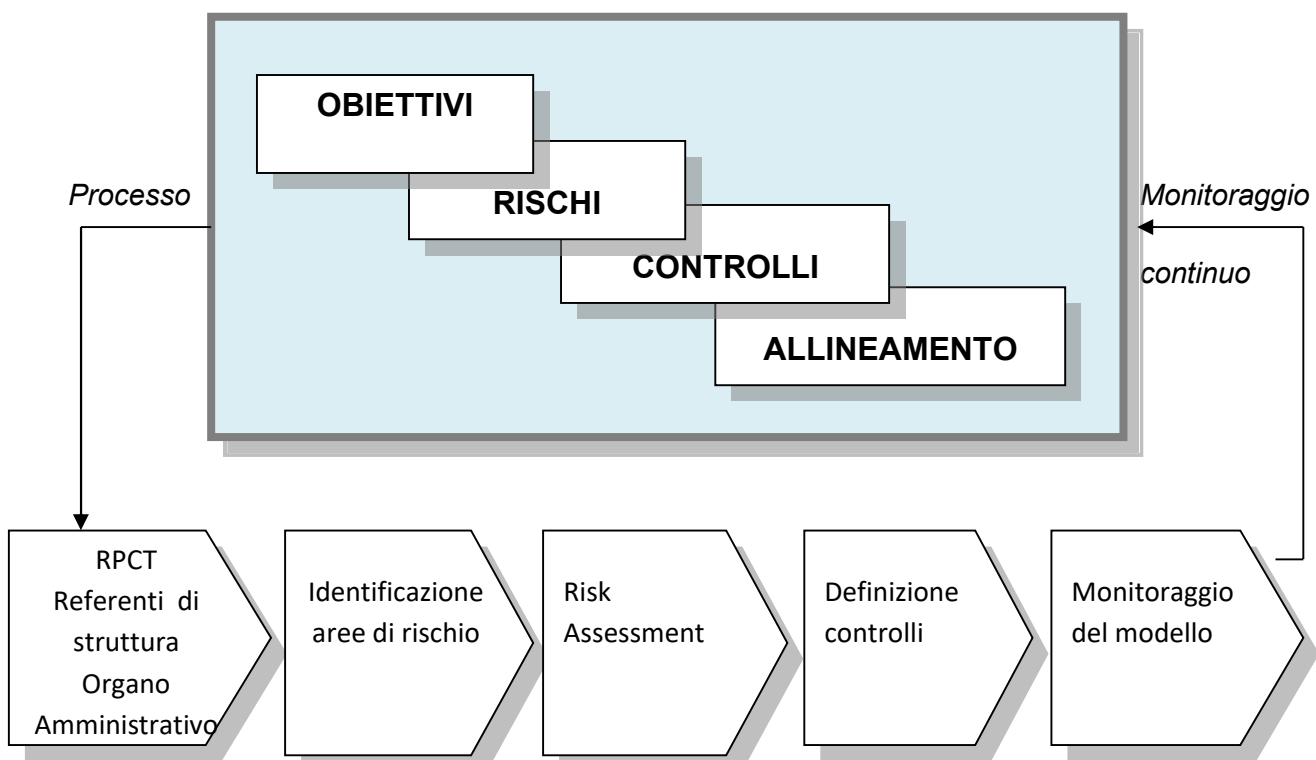 OBIETTIVI
RISCHI
CONTROLLI
ALLINEAMENTO
Processo
Monitoraggio
continuo
RPCT
Referenti di
struttura
Organo
Amministrativo
Identificazione
aree di rischio
Risk
Assessment
Definizione
controlli
Monitoraggio
del modello